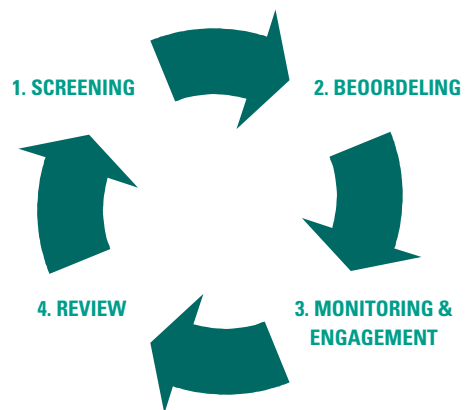 1. SCREENING
2. BEOORDELING
3. MONITORING &
ENGAGEMENT
4. REVIEW